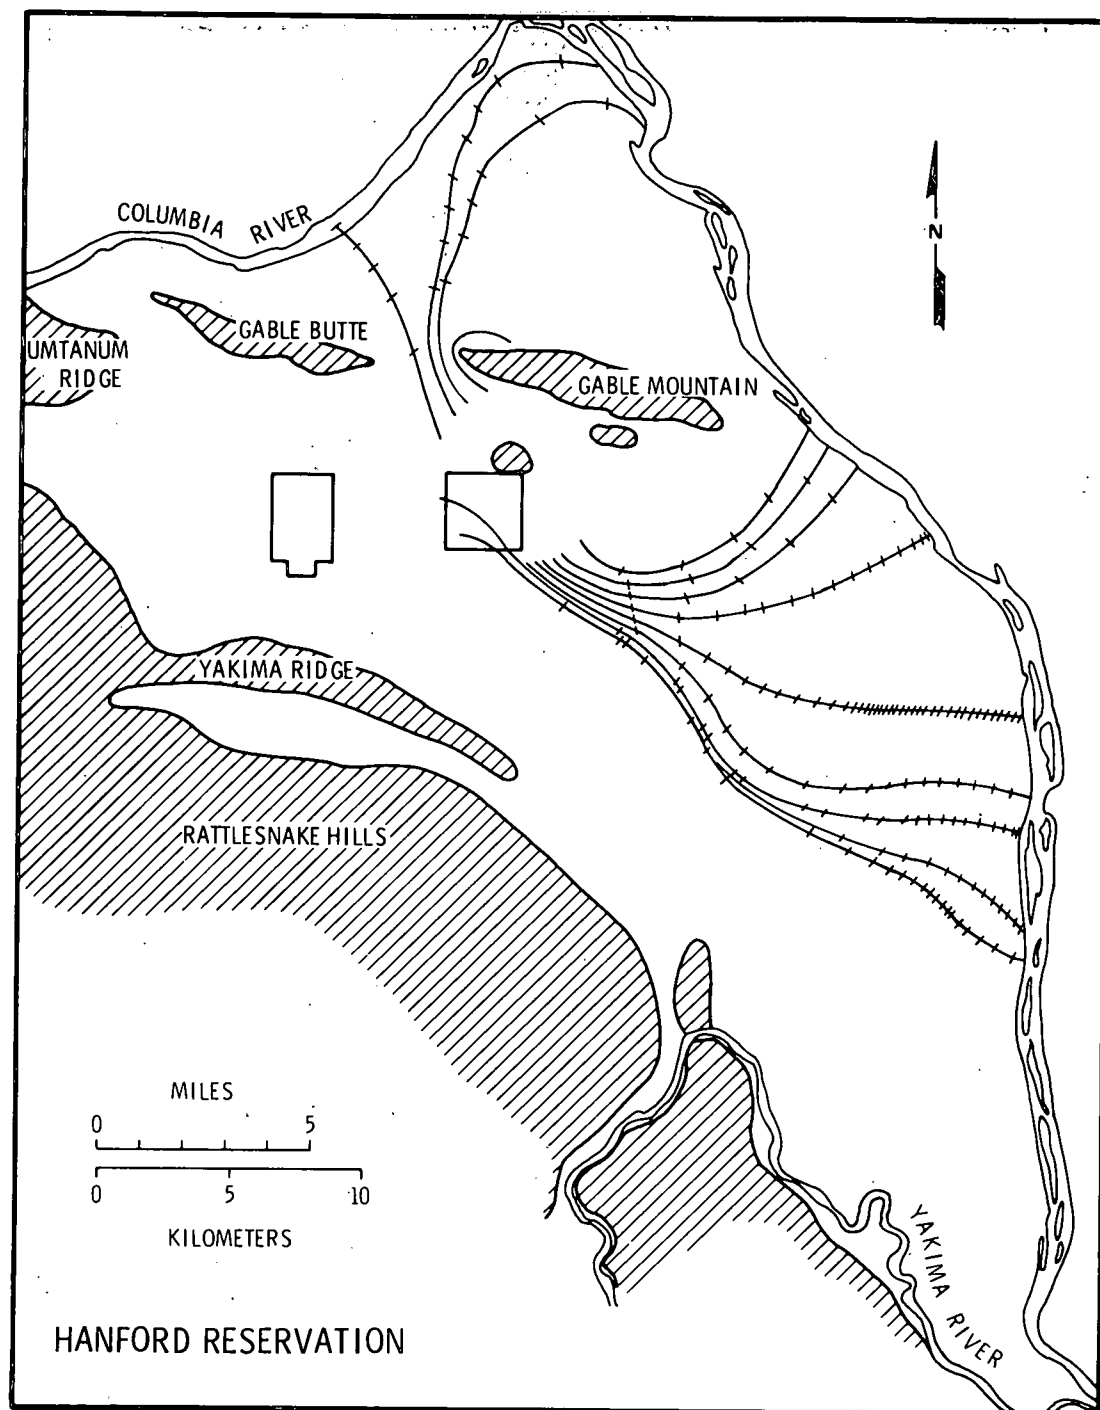 COLUMBIA RIVER
N
GABLE BUTTE
UMTANUM
RIDGE
GABLE MOUNTAIN
YAKIMA RIDGE
RATTLESNAKE HILLS
MILES
0 5
0 5 10
KILOMETERS
YAKIMA RIVER
HANFORD RESERVATION